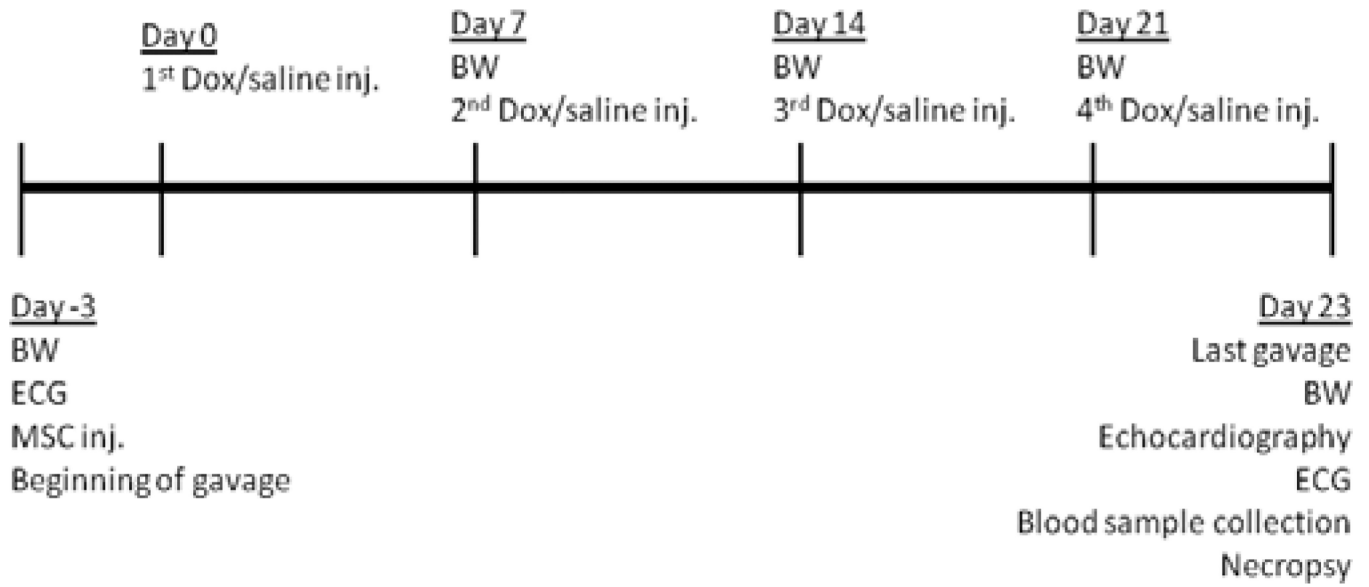 Day 0
1st Dox/saline inj.
Day 7
BW
2nd Dox/saline inj.
Day 14
BW
3rd Dox/saline inj.
Day 21
BW
4th Dox/saline inj.
Day -3
BW
ECG
MSC inj.
Beginning of gavage
Day 23
Last gavage
BW
Echocardiography
ECG
Blood sample collection
Necropsy